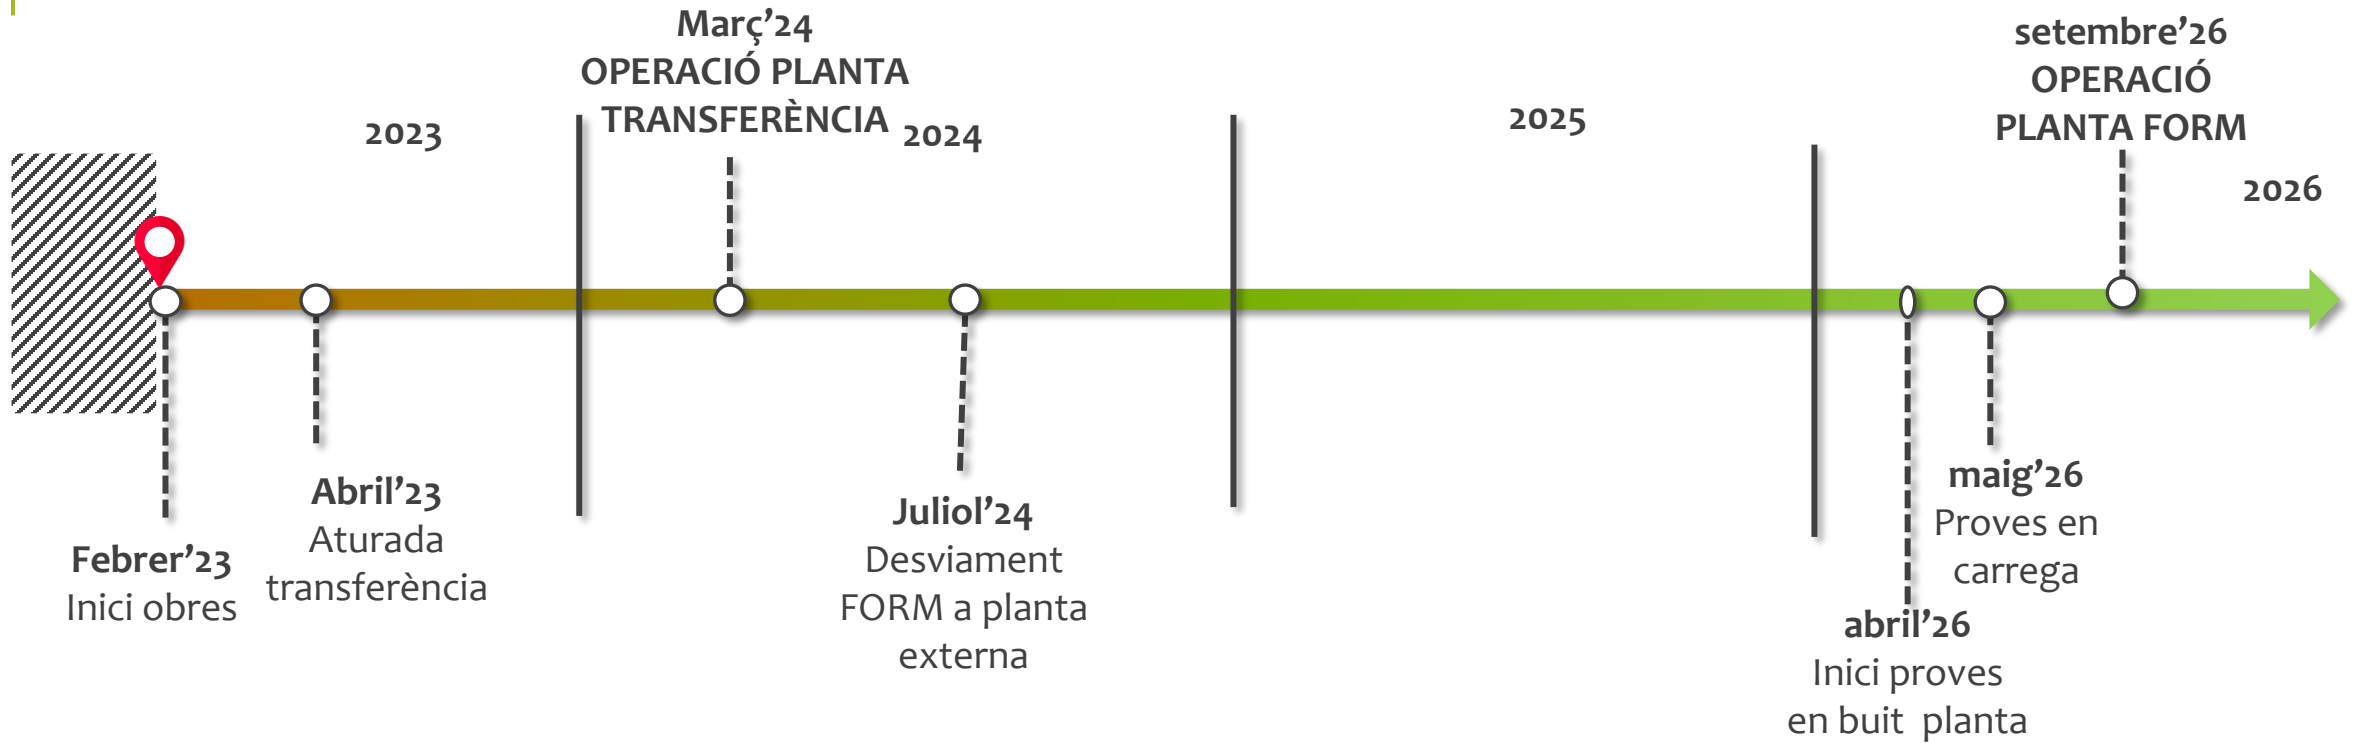 Març’24
OPERACIÓ PLANTA
TRANSFERÈNCIA
setembre’26
OPERACIÓ
PLANTA FORM
2023
2024
2025
2026
Febrer’23
Inici obres
Abril’23
Aturada
transferència
Juliol’24
Desviament
FORM a planta
externa
maig’26
Proves en
carrega
abril’26
Inici proves
en buit  planta